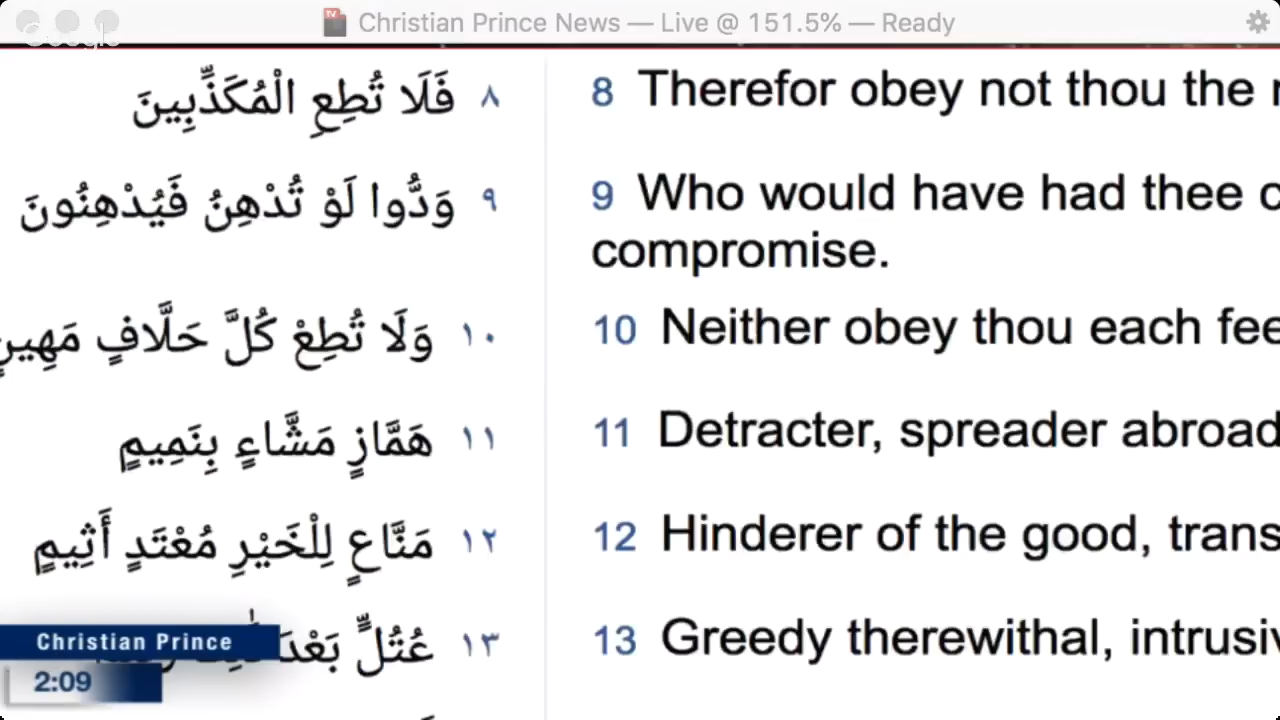 Christian Prince News — Live @ 151.5% — Ready
Google
٨ فَلَا تُطِعِ الْمُكَذِّبِينَ
8 Therefor obey not thou the
٩ وَدُّوا لَوْ تُدْهِنُ فَيُدْهِنُونَ
9 Who would have had thee
compromise.
١٠ وَلَا تُطِعْ كُلَّ حَلَّافٍ مَهِينٍ
10 Neither obey thou each
١١ هَمَّازٍ مَشَّاءٍ بِنَمِيمٍ
11 Detracter, spreader abroad
١٢ مَنَّاعٍ لِلْخَيْرِ مُعْتَدٍ أَثِيمٍ
12 Hinderer of the good,
١٣ عُتُلٍّ بَعْدَ
13 Greedy therewithal,
Christian Prince
2:09